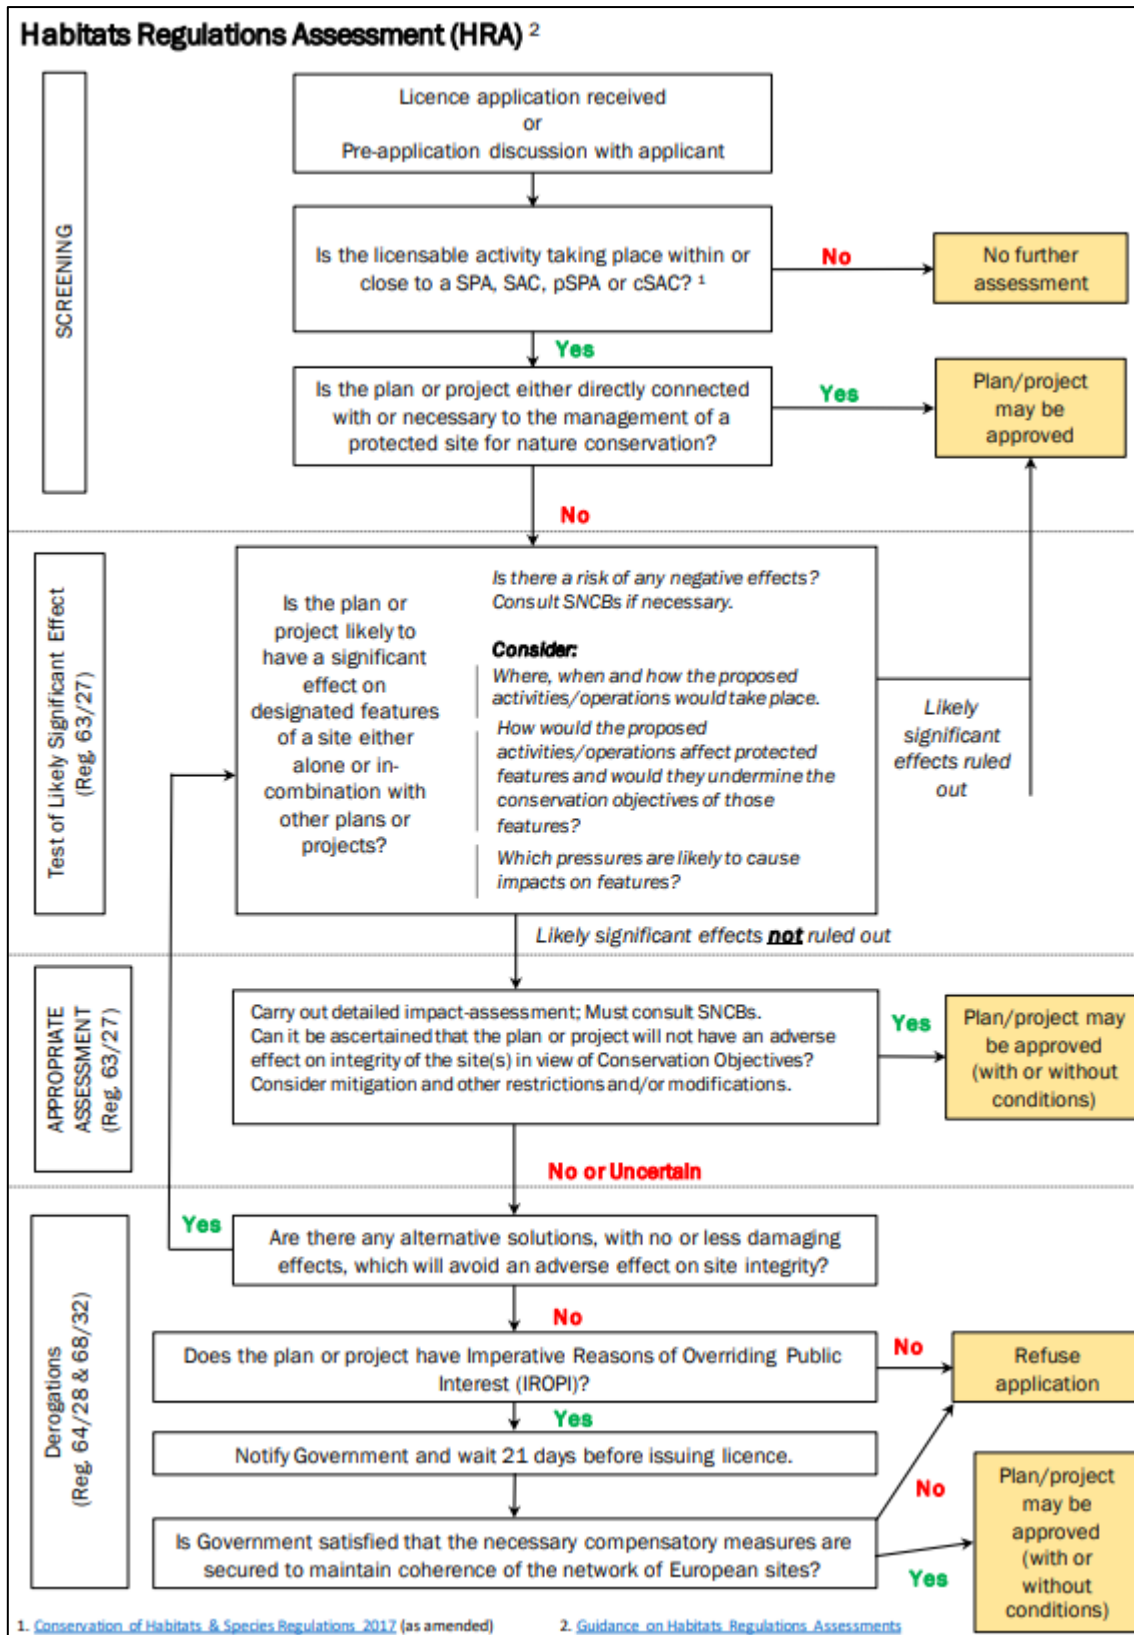 Habitats Regulations Assessment (HRA) 2
SCREENING
Licence application received
or
Pre-application discussion with applicant
Is the licensable activity taking place within or
close to a SPA, SAC, pSPA or cSAC? 1
No
No further
assessment
Yes
Is the plan or project either directly connected
with or necessary to the management of a
protected site for nature conservation?
Yes
Plan/project
may be
approved
No
Test of Likely Significant Effect
(Reg. 63/27)
Is the plan or
project likely to
have a significant
effect on
designated features
of a site either
alone or in-
combination with
other plans or
projects?
Is there a risk of any negative effects?
Consult SNCBs if necessary.
Consider:
Where, when and how the proposed
activities/operations would take place.
How would the proposed
activities/operations affect protected
features and would they undermine the
conservation objectives of those
features?
Which pressures are likely to cause
impacts on features?
Likely
significant
effects ruled
out
Likely significant effects not ruled out
APPROPRIATE
ASSESSMENT
(Reg. 63/27)
Carry out detailed impact-assessment; Must consult SNCBs.
Can it be ascertained that the plan or project will not have an adverse
effect on integrity of the site(s) in view of Conservation Objectives?
Consider mitigation and other restrictions and/or modifications.
Yes
Plan/project may
be approved
(with or without
conditions)
No or Uncertain
Derogations
(Reg. 64/28 & 68/32)
Yes
Are there any alternative solutions, with no or less damaging
effects, which will avoid an adverse effect on site integrity?
No
Does the plan or project have Imperative Reasons of Overriding Public
Interest (IROPI)?
No
Refuse
application
Yes
Notify Government and wait 21 days before issuing licence.
Is Government satisfied that the necessary compensatory measures are
secured to maintain coherence of the network of European sites?
No
Yes
Plan/project
may be
approved
(with or
without
conditions)
1. Conservation of Habitats & Species Regulations 2017 (as amended)
2. Guidance on Habitats Regulations Assessments